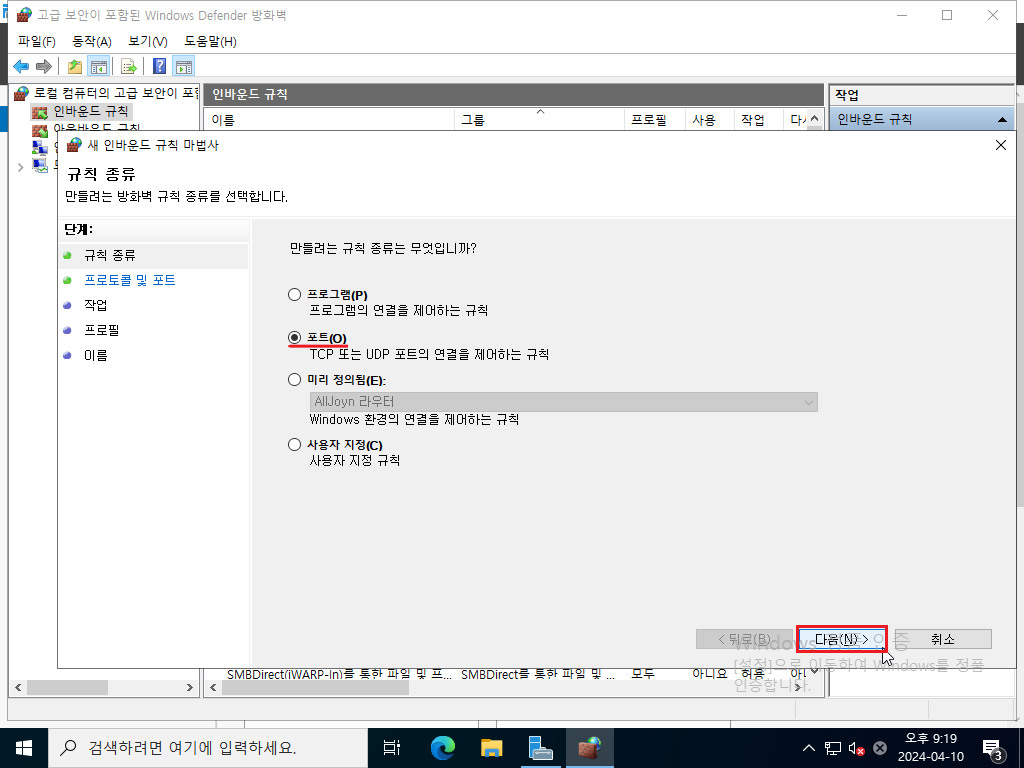 고급 보안이 포함된 Windows Defender 방화벽
파일(F) 동작(A) 보기(V) 도움말(H)
로컬 컴퓨터의 고급 보안이 포함
인바운드 규칙
아웃바운드 규칙
인바운드 규칙
이름 그룹 프로필 사용 작업 다시
작업
인바운드 규칙
새 인바운드 규칙 마법사
규칙 종류
만들려는 방화벽 규칙 종류를 선택합니다.
단계:
규칙 종류
프로토콜 및 포트
작업
프로필
이름
만들려는 규칙 종류는 무엇입니까?
프로그램(P)
프로그램의 연결을 제어하는 규칙
포트(O)
TCP 또는 UDP 포트의 연결을 제어하는 규칙
미리 정의됨(E):
AllJoyn 라우터
Windows 환경의 연결을 제어하는 규칙
사용자 지정(C)
사용자 지정 규칙
< 뒤로(B) 다음(N) > 취소
Windows 정품 인증
[설정]으로 이동하여 Windows를 정품
인증합니다.
SMBDirect(iWARP-In)를 통한 파일 및 프... SMBDirect를 통한 파일 및 ... 모두 아니요 허용 아니
검색하려면 여기에 입력하세요.
오후 9:19
2024-04-10
3